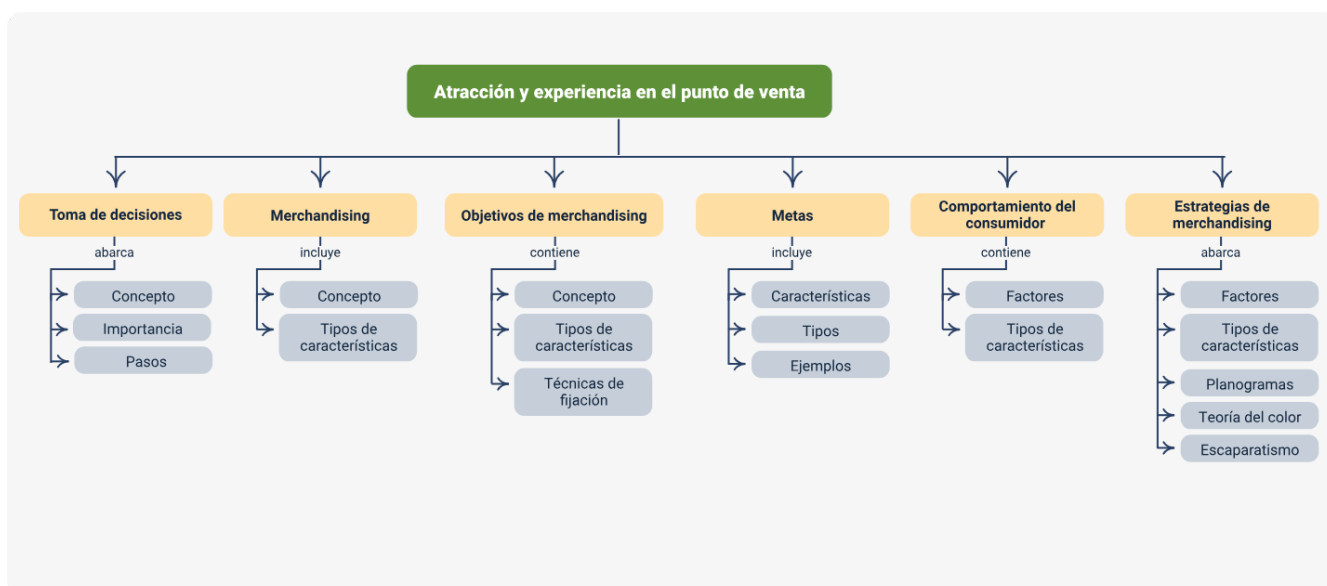 Atracción y experiencia en el punto de venta
Toma de decisiones
abarca
Concepto
Importancia
Pasos
Merchandising
incluye
Concepto
Tipos de
características
Objetivos de merchandising
contiene
Concepto
Tipos de
características
Técnicas de
fijación
Metas
incluye
Características
Tipos
Ejemplos
Comportamiento del
consumidor
contiene
Factores
Tipos de
características
Estrategias de
merchandising
abarca
Factores
Tipos de
características
Planogramas
Teoría del color
Escaparatismo